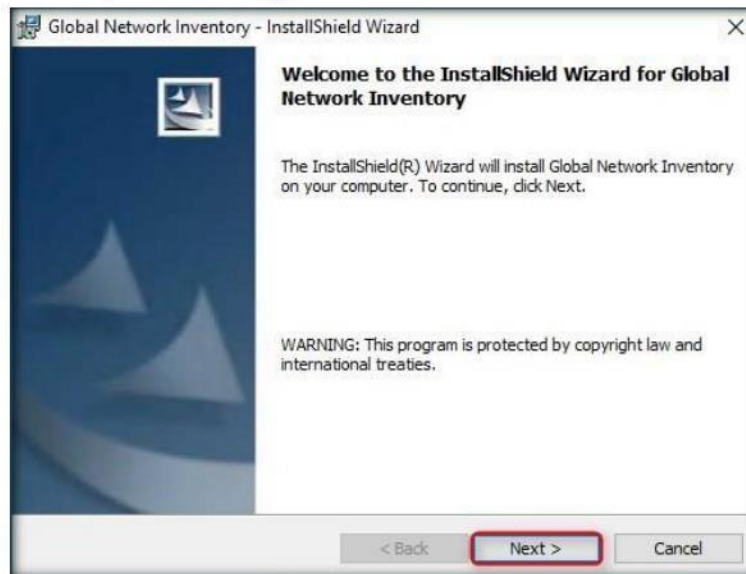 Global Network Inventory - InstallShield Wizard
Welcome to the InstallShield Wizard for Global
Network Inventory
The InstallShield(R) Wizard will install Global Network Inventory
on your computer. To continue, click Next.
WARNING: This program is protected by copyright law and
international treaties.
< Back Next > Cancel